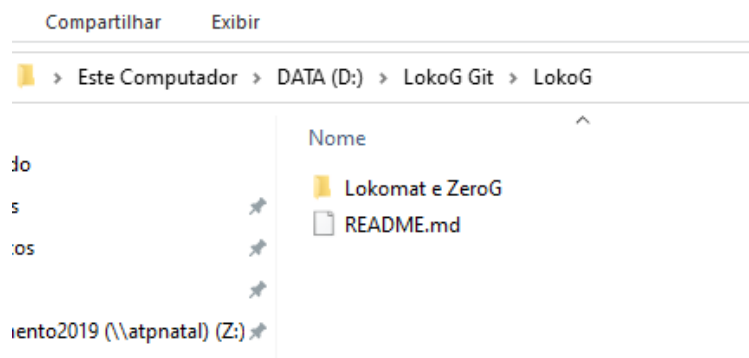 Compartilhar Exibir
Este Computador > DATA (D:) > LokoG Git > LokoG
Nome
Lokomat e ZeroG
README.md
do
s
tos
ento2019 (\\atpnatal) (Z:)